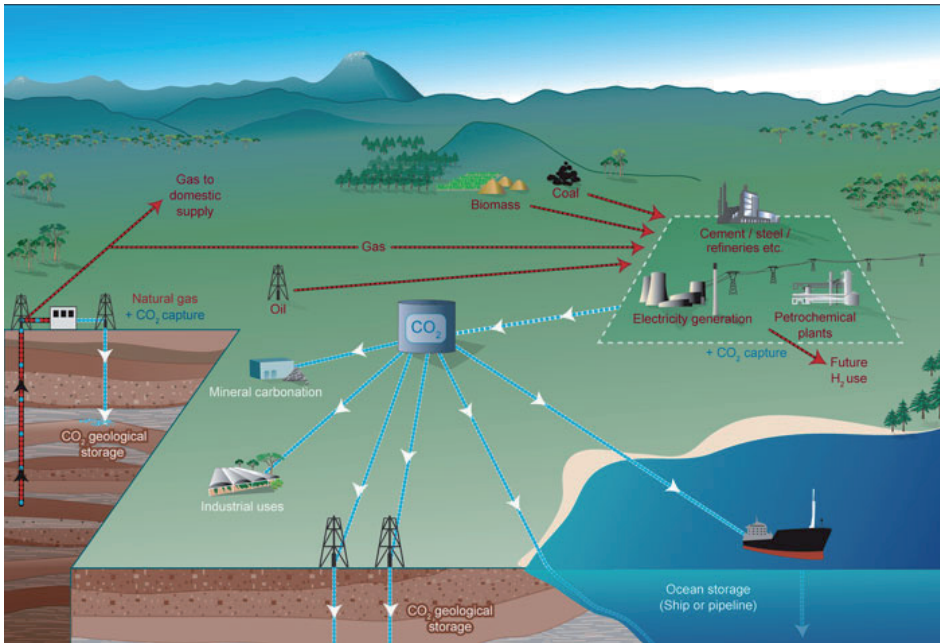 Gas to
domestic
supply
Biomass
Coal
Cement / steel /
refineries etc
Gas
Oil
Natural gas
+ CO₂ capture
CO₂
Electricity generation
Petrochemical
plants
+ CO₂ capture
Future
H₂ use
Mineral carbonation
CO₂ geological
storage
Industrial uses
Ocean storage
(Ship or pipeline)
CO₂ geological
storage